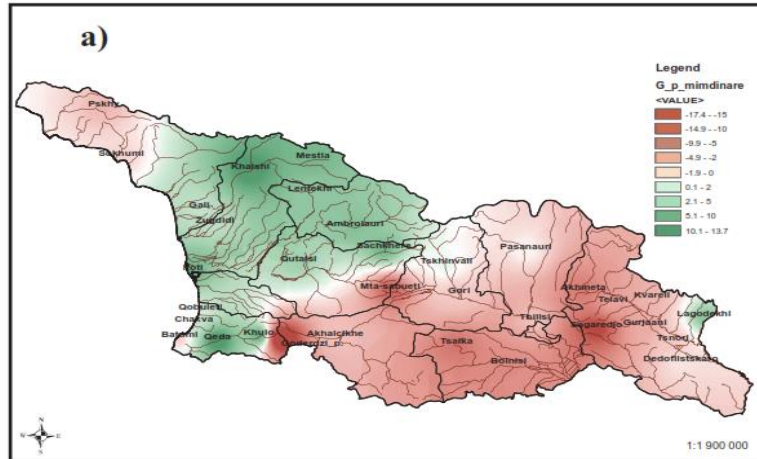 a)
Legend
G_p_mimdinare
<VALUE>
-17.4 - -15
-14.9 - -10
-9.9 - -5
-4.9 - -2
-1.9 - 0
0.1 - 2
2.1 - 5
5.1 - 10
10.1 - 13.7
Pskhy
Sokhumi
Khaishi
Mestia
Lentekhi
Gali
Zugdidi
Ambrolauri
Sachkhere
Qutaisi
Poti
Tskhinvali
Pasanauri
Mta-sabueti
Gori
Akhmeta
Telavi
Kvareli
Lagodekhi
Qobuleti
Chakva
Batumi
Qeda
Khulo
Akhalcikhe
Tbilisi
Sagaredjo
Gurjaani
Tsnori
Tsalka
Bolnisi
Dedoflistskaro
N
W
E
S
1:1 900 000